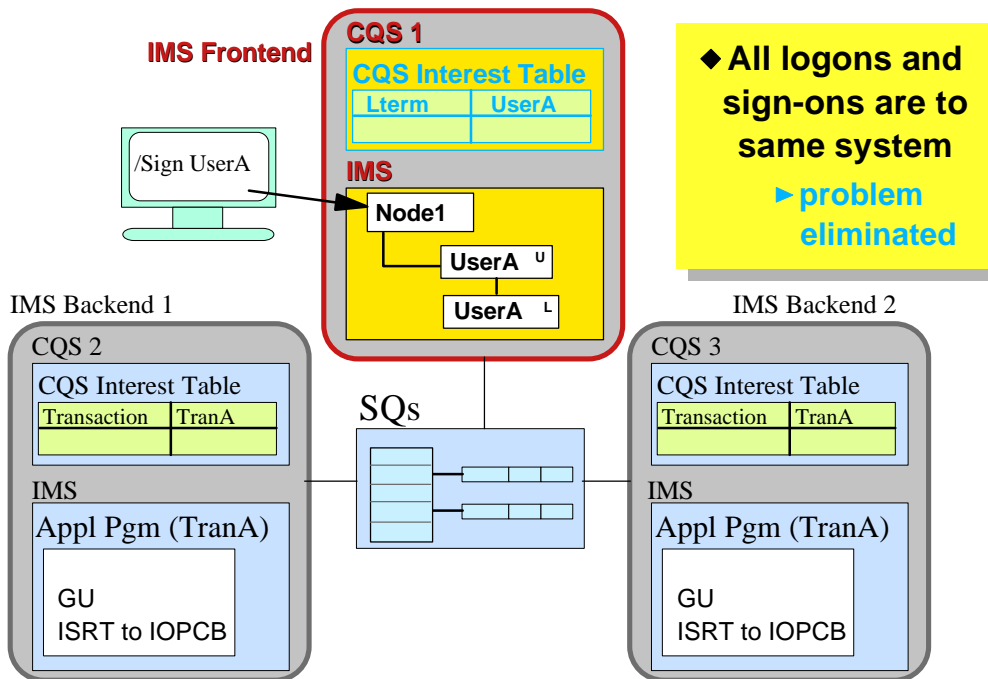 IMS Frontend
CQS 1
CQS Interest Table
Lterm UserA
/Sign UserA
IMS
Node1
UserA U
UserA L
◆ All logons and
sign-ons are to
same system
► problem
eliminated
IMS Backend 1
CQS 2
CQS Interest Table
Transaction TranA
IMS
Appl Pgm (TranA)
GU
ISRT to IOPCB
SQs
IMS Backend 2
CQS 3
CQS Interest Table
Transaction TranA
IMS
Appl Pgm (TranA)
GU
ISRT to IOPCB